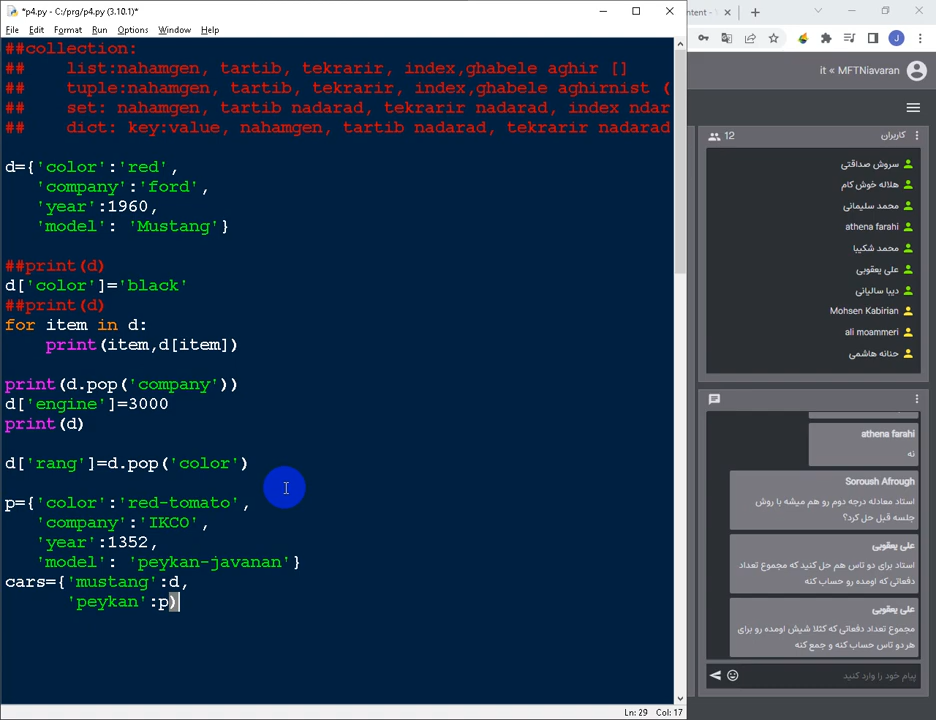 *p4.py - C:/prg/p4.py (3.10.1)*
File Edit Format Run Options Window Help
##collection:
##    list:nahamgen, tartib, tekrarir, index,ghabele aghir []
##    tuple:nahamgen, tartib, tekrarir, index,ghabele aghirnist (
##    set: nahamgen, tartib nadarad, tekrarir nadarad, index ndar
##    dict: key:value, nahamgen, tartib nadarad, tekrarir nadarad
d={'color':'red',
'company':'ford',
'year':1960,
'model': 'Mustang'}
##print(d)
d['color']='black'
##print(d)
for item in d:
print(item,d[item])
print(d.pop('company'))
d['engine']=3000
print(d)
d['rang']=d.pop('color')
p={'color':'red-tomato',
'company':'IKCO',
'year':1352,
'model': 'peykan-javanan'}
cars={'mustang':d,
'peykan':p)
Ln: 29 Col: 17
ntent -
J
it « MFTNiavaran
12
کاربران
سروش صداقتی
هلاله خوش کام
محمد سلیمانی
athena farahi
محمد شکیبا
علی یعقوبی
دیبا سالیانی
Mohsen Kabirian
ali moammeri
حنانه هاشمی
athena farahi
نه
Soroush Afrough
استاد معادله درجه دوم رو هم میشه با روش
جلسه قبل حل کرد؟
علی یعقوبی
استاد برای دو تاس هم حل کنید که مجموع تعداد
دفعاتی که اومده رو حساب کنه
علی یعقوبی
مجموع تعداد دفعاتی که کثلا شیش اومده رو برای
هر دو تاس حساب کنه و جمع کنه
پیام خود را وارد کنید